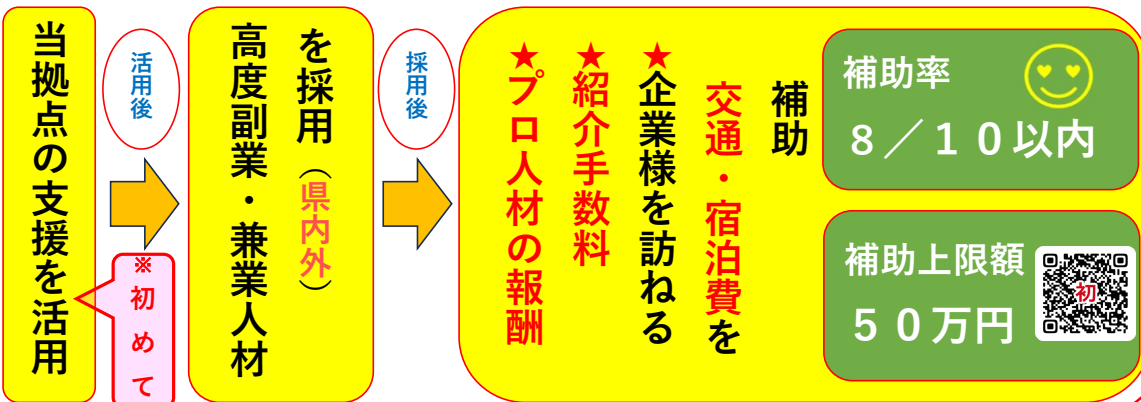 当拠点の支援を活用
活用後
※初めて
高度副業・兼業人材
を採用（県内外）
採用後
★プロ人材の報酬
★紹介手数料
★企業様を訪ねる
交通・宿泊費を
補助
補助率
８／１０以内
補助上限額
５０万円
初